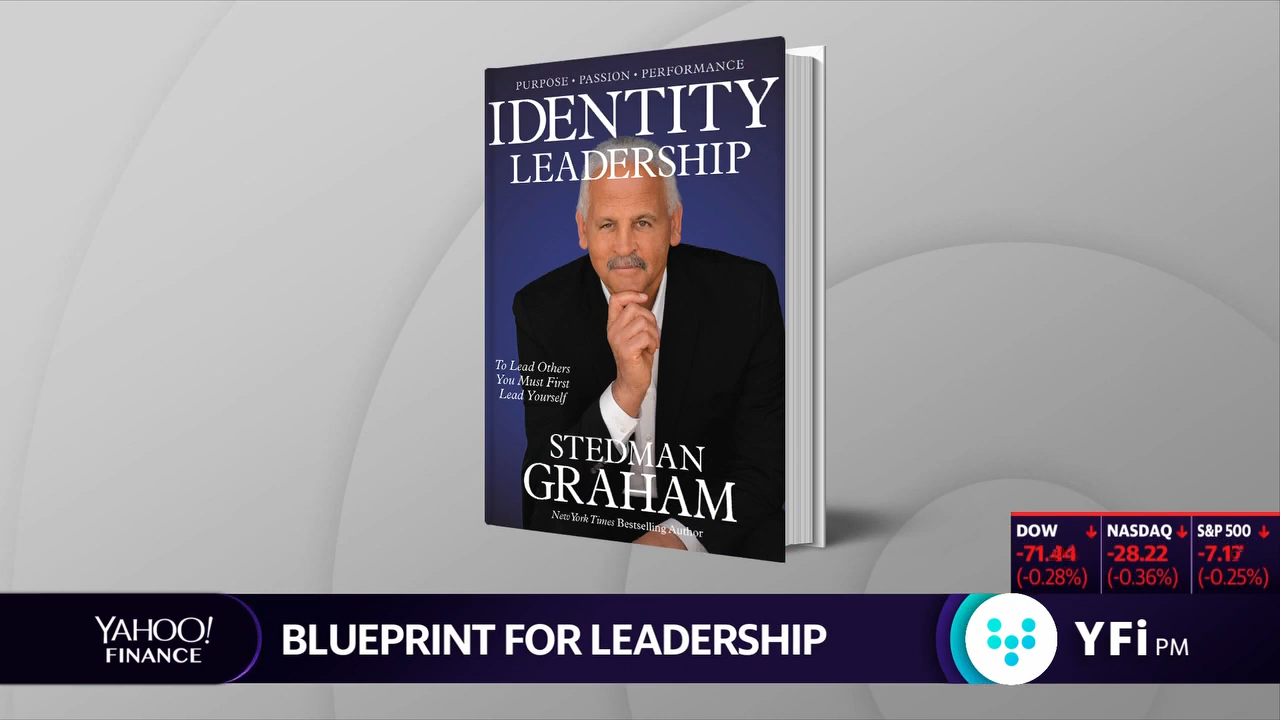 PURPOSE • PASSION • PERFORMANCE
IDENTITY
LEADERSHIP
To Lead Others
You Must First
Lead Yourself
STEDMAN
GRAHAM
New York Times Bestselling Author
DOW NASDAQ S&P 500
-71.44 -28.22 -7.17
(-0.28%) (-0.36%) (-0.25%)
YAHOO!
FINANCE
BLUEPRINT FOR LEADERSHIP
YFi PM